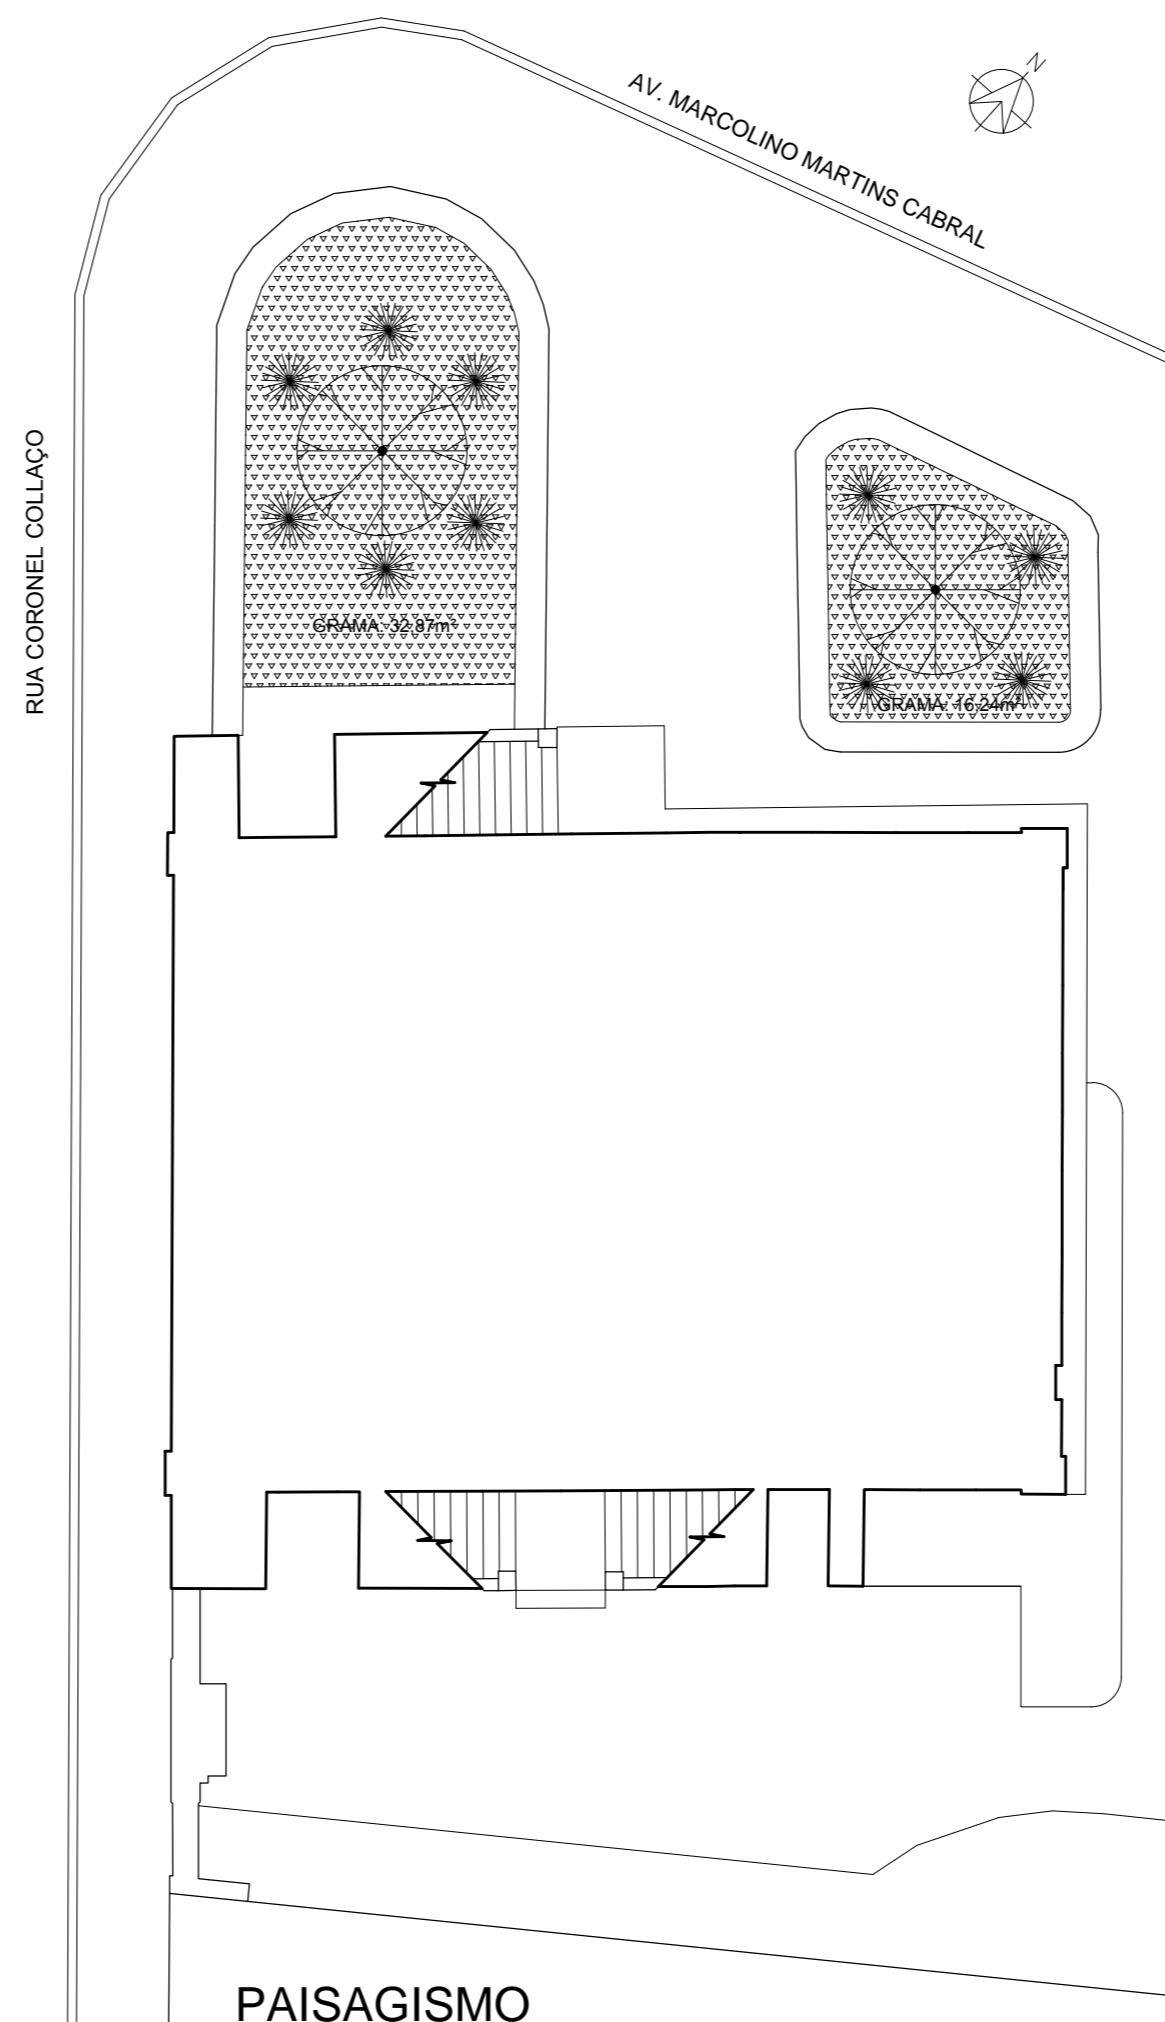 N
AV. MARCOLINO MARTINS CABRAL
RUA CORONEL COLLAÇO
GRAMA: 32.87m²
GRAMA: 16.24m²
PAISAGISMO